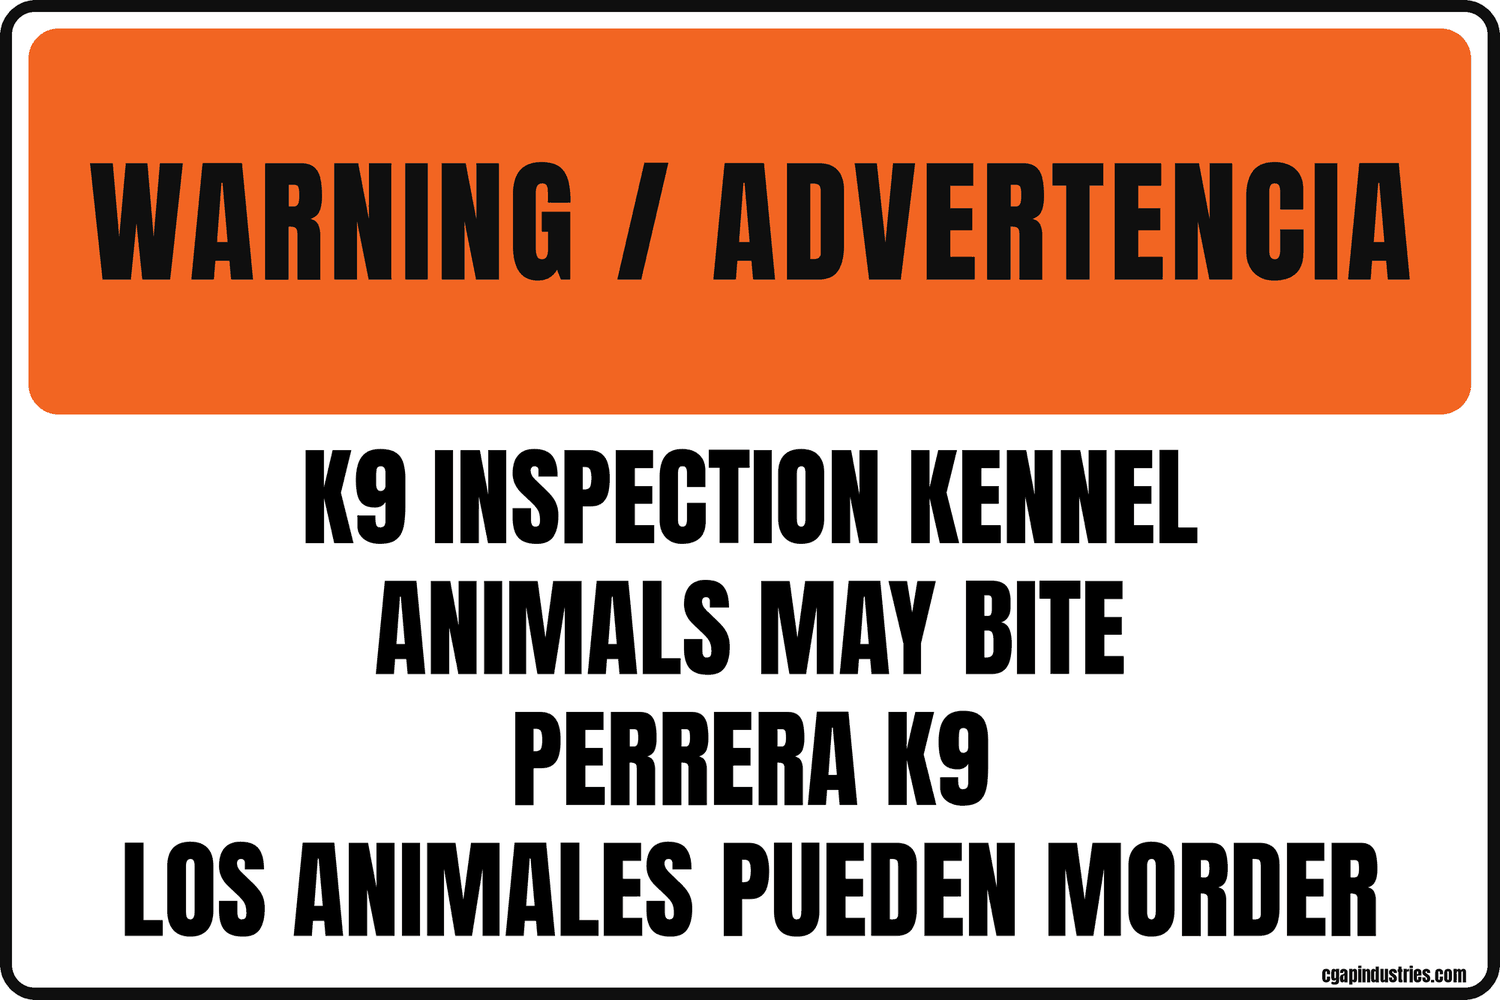 WARNING / ADVERTENCIA
K9 INSPECTION KENNEL
ANIMALS MAY BITE
PERRERA K9
LOS ANIMALES PUEDEN MORDER
cgapindustries.com